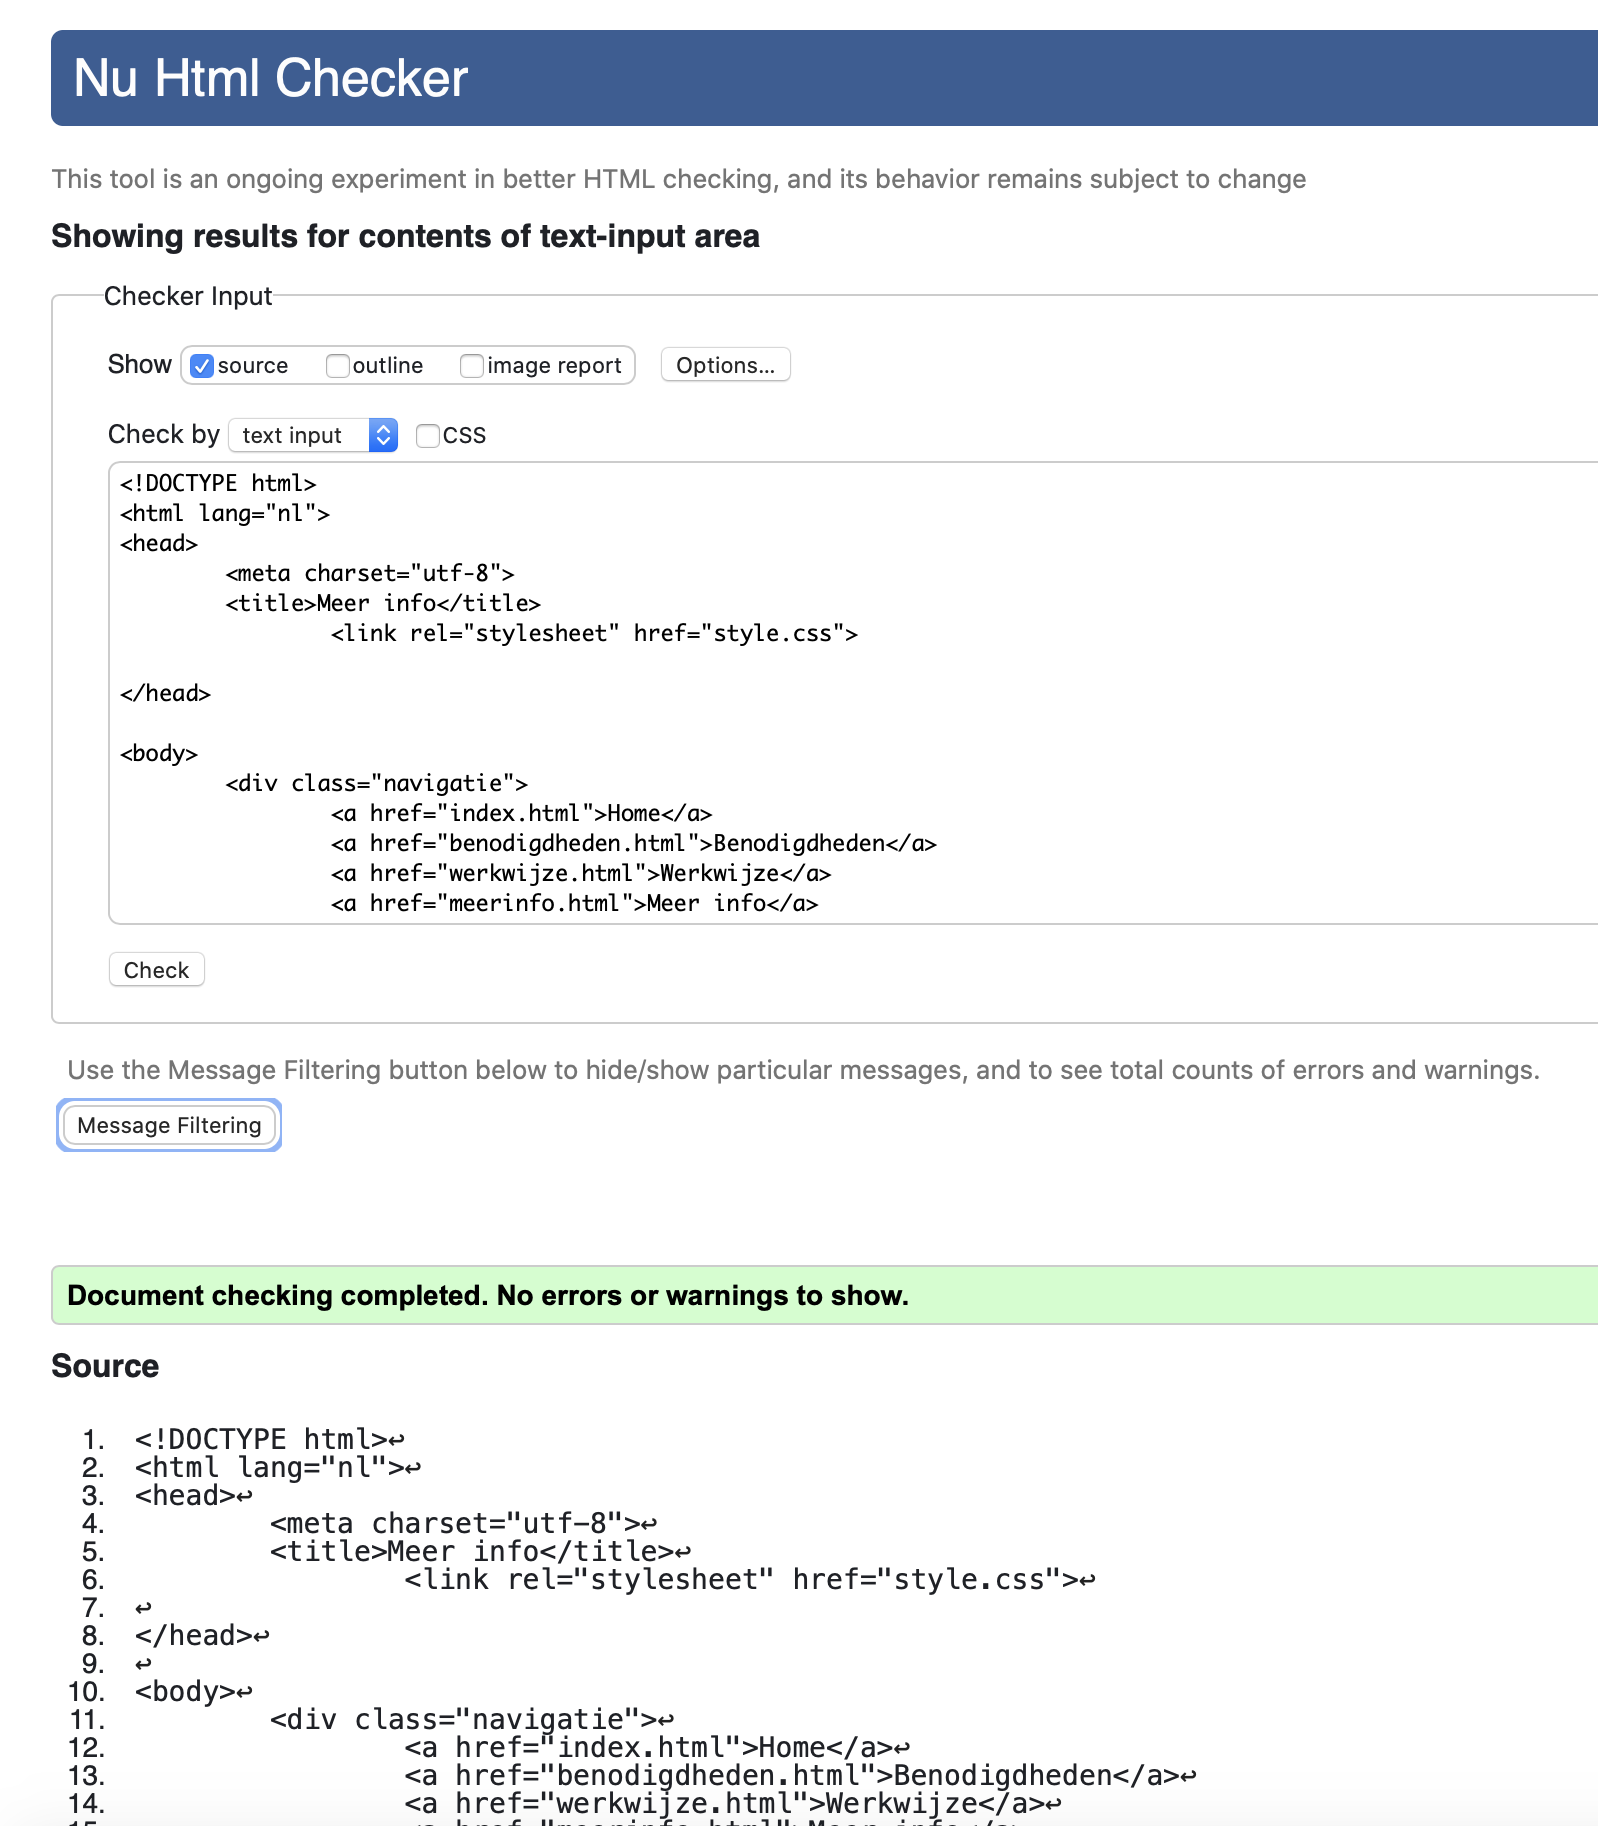 Nu Html Checker
This tool is an ongoing experiment in better HTML checking, and its behavior remains subject to change
Showing results for contents of text-input area
Checker Input
Show source outline image report Options...
Check by text input CSS
<!DOCTYPE html>
<html lang="nl">
<head>
<meta charset="utf-8">
<title>Meer info</title>
<link rel="stylesheet" href="style.css">
</head>
<body>
<div class="navigatie">
<a href="index.html">Home</a>
<a href="benodigdheden.html">Benodigdheden</a>
<a href="werkwijze.html">Werkwijze</a>
<a href="meerinfo.html">Meer info</a>
Check
Use the Message Filtering button below to hide/show particular messages, and to see total counts of errors and warnings.
Message Filtering
Document checking completed. No errors or warnings to show.
Source
1. <!DOCTYPE html>↩
2. <html lang="nl">↩
3. <head>↩
4. <meta charset="utf-8">↩
5. <title>Meer info</title>↩
6. <link rel="stylesheet" href="style.css">↩
7. ↩
8. </head>↩
9. ↩
10. <body>↩
11. <div class="navigatie">↩
12. <a href="index.html">Home</a>↩
13. <a href="benodigdheden.html">Benodigdheden</a>↩
14. <a href="werkwijze.html">Werkwijze</a>↩
15. <a href="meerinfo.html">Meer info</a>